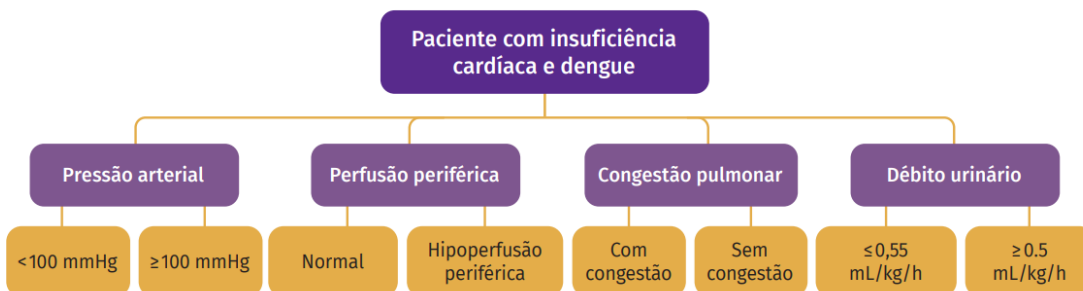 Paciente com insuficiência
cardíaca e dengue
Pressão arterial
Perfusão periférica
Congestão pulmonar
Débito urinário
<100 mmHg
≥100 mmHg
Normal
Hipoperfusão
periférica
Com
congestão
Sem
congestão
≤0,55
mL/kg/h
≥0.5
mL/kg/h